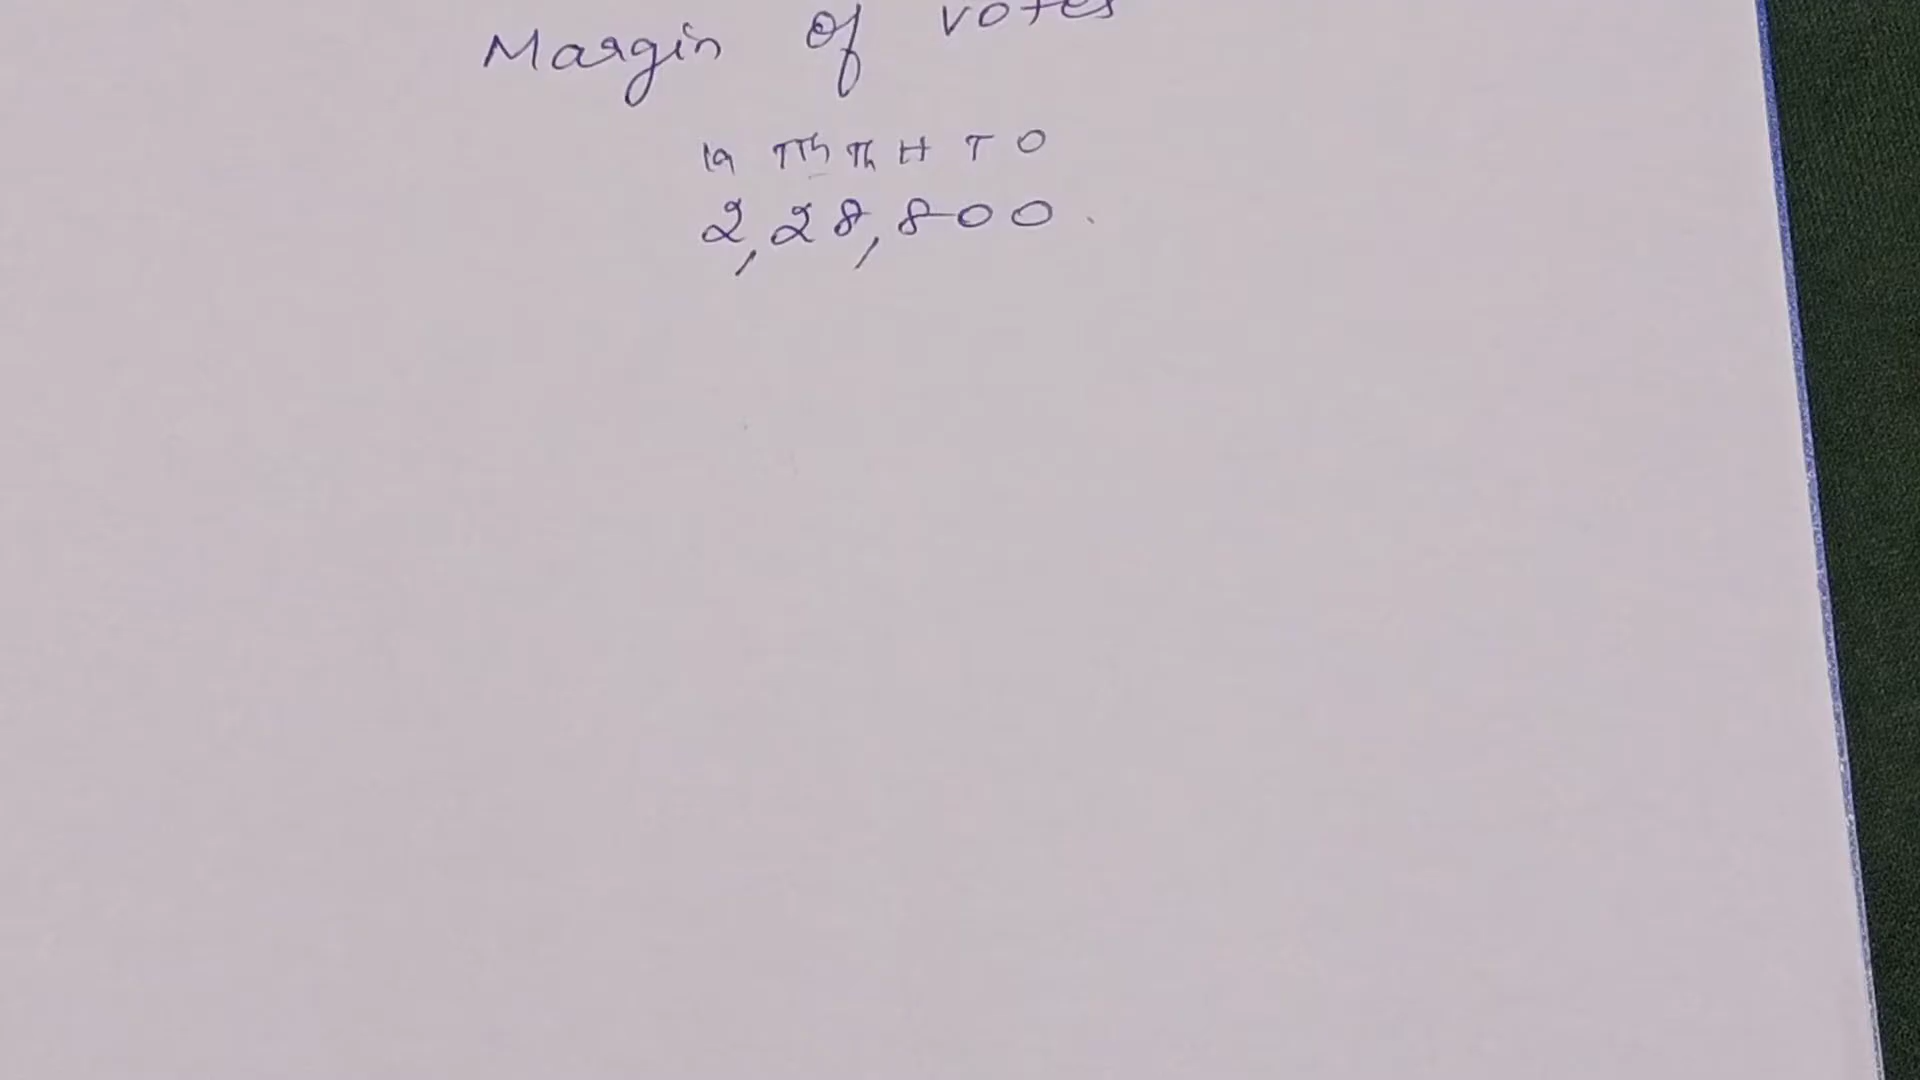 Margin of votes
la TTh Th H T O
2,28,800.